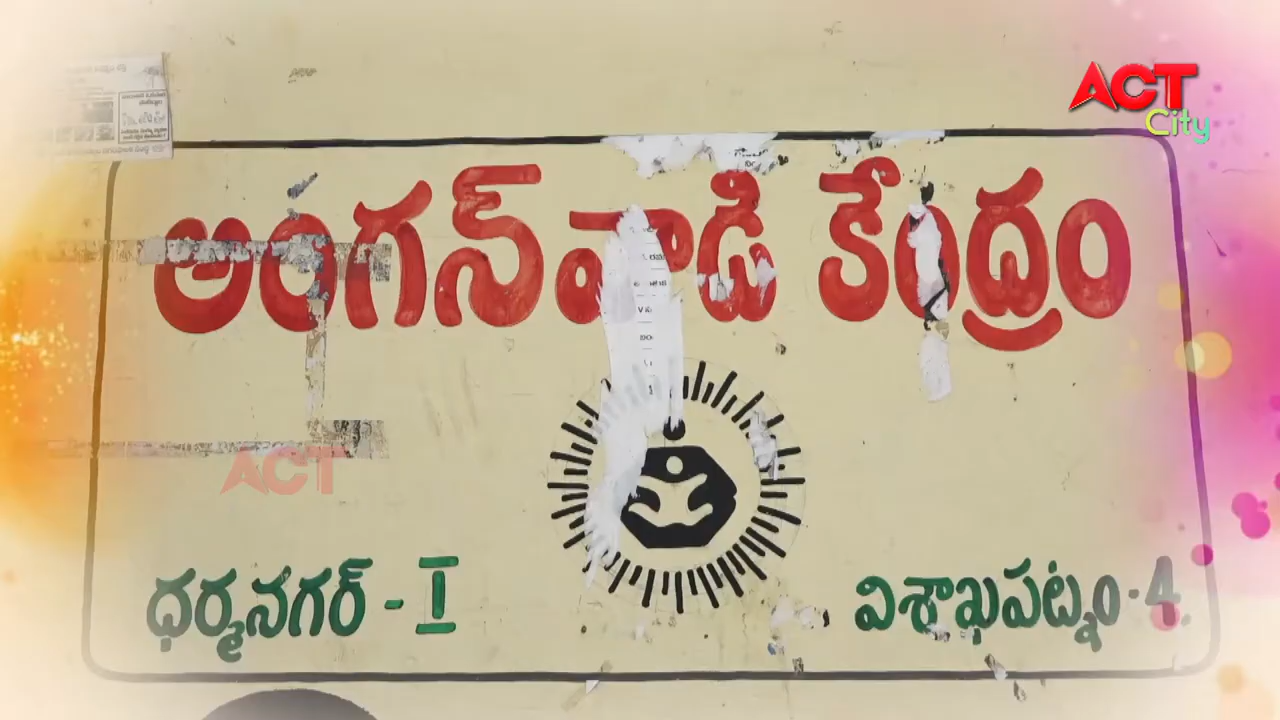 ACT
City
అంగన్‌వాడి కేంద్రం
ACT
ధర్మనగర్ - I
విశాఖపట్నం - 4.